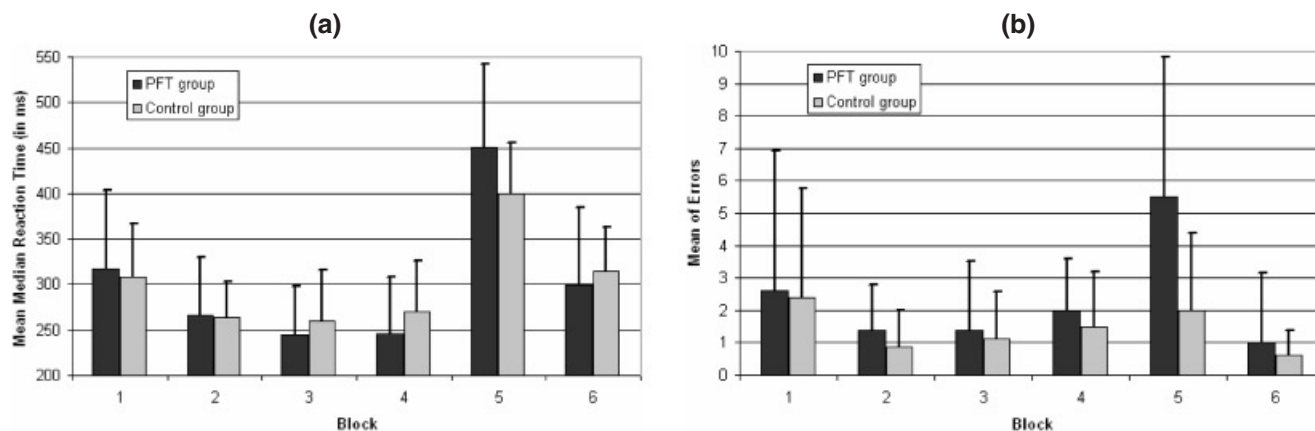 (a)
550
500
450
400
350
300
250
200
Mean Median Reaction Time (in ms)
PFT group
Control group
1 2 3 4 5 6
Block
(b)
10
9
8
7
6
5
4
3
2
1
0
Mean of Errors
PFT group
Control group
1 2 3 4 5 6
Block